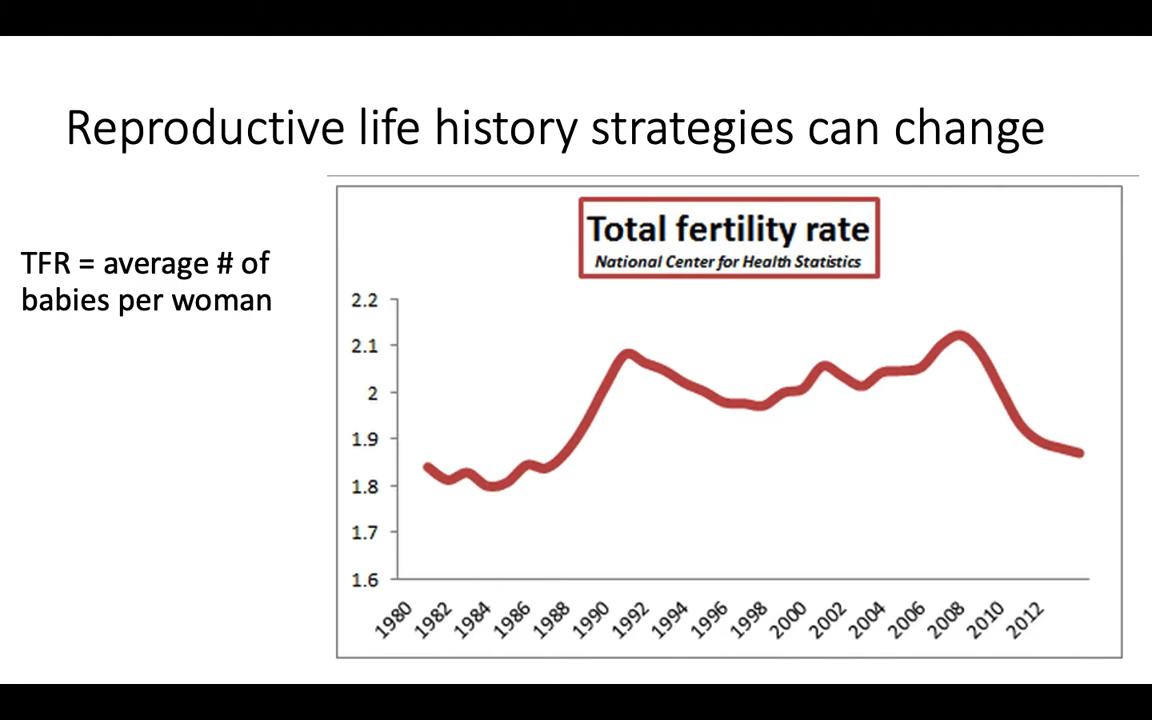 Reproductive life history strategies can change
TFR = average # of
babies per woman
Total fertility rate
National Center for Health Statistics
2.2
2.1
2
1.9
1.8
1.7
1.6
1980 1982 1984 1986 1988 1990 1992 1994 1996 1998 2000 2002 2004 2006 2008 2010 2012